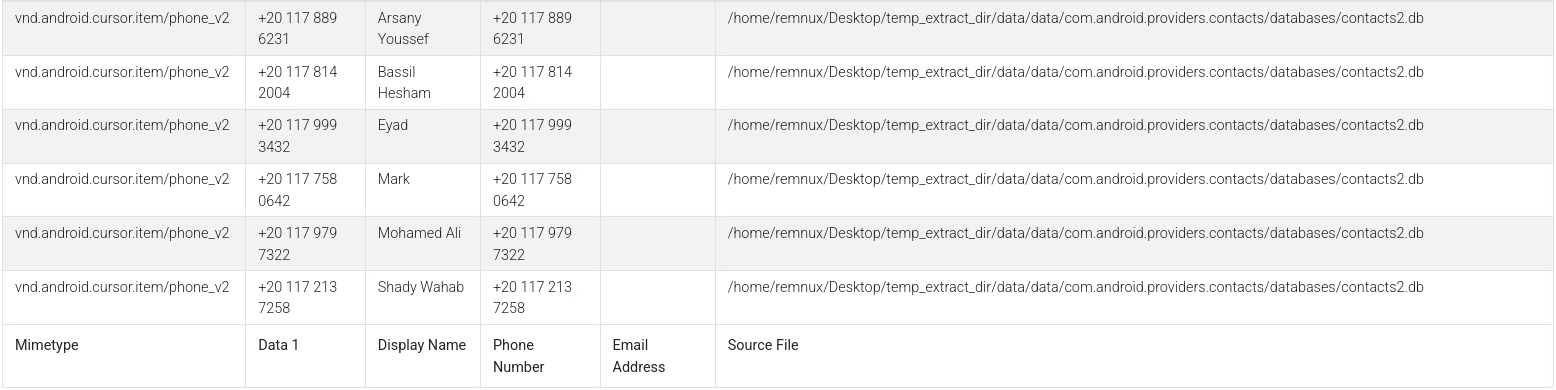 vnd.android.cursor.item/phone_v2 +20 117 889 Arsany +20 117 889 /home/remnux/Desktop/temp_extract_dir/data/data/com.android.providers.contacts/databases/contacts2.db
6231 Youssef 6231
vnd.android.cursor.item/phone_v2 +20 117 814 Bassil +20 117 814 /home/remnux/Desktop/temp_extract_dir/data/data/com.android.providers.contacts/databases/contacts2.db
2004 Hesham 2004
vnd.android.cursor.item/phone_v2 +20 117 999 Eyad +20 117 999 /home/remnux/Desktop/temp_extract_dir/data/data/com.android.providers.contacts/databases/contacts2.db
3432 3432
vnd.android.cursor.item/phone_v2 +20 117 758 Mark +20 117 758 /home/remnux/Desktop/temp_extract_dir/data/data/com.android.providers.contacts/databases/contacts2.db
0642 0642
vnd.android.cursor.item/phone_v2 +20 117 979 Mohamed Ali +20 117 979 /home/remnux/Desktop/temp_extract_dir/data/data/com.android.providers.contacts/databases/contacts2.db
7322 7322
vnd.android.cursor.item/phone_v2 +20 117 213 Shady Wahab +20 117 213 /home/remnux/Desktop/temp_extract_dir/data/data/com.android.providers.contacts/databases/contacts2.db
7258 7258
Mimetype Data 1 Display Name Phone Email Source File
Number Address